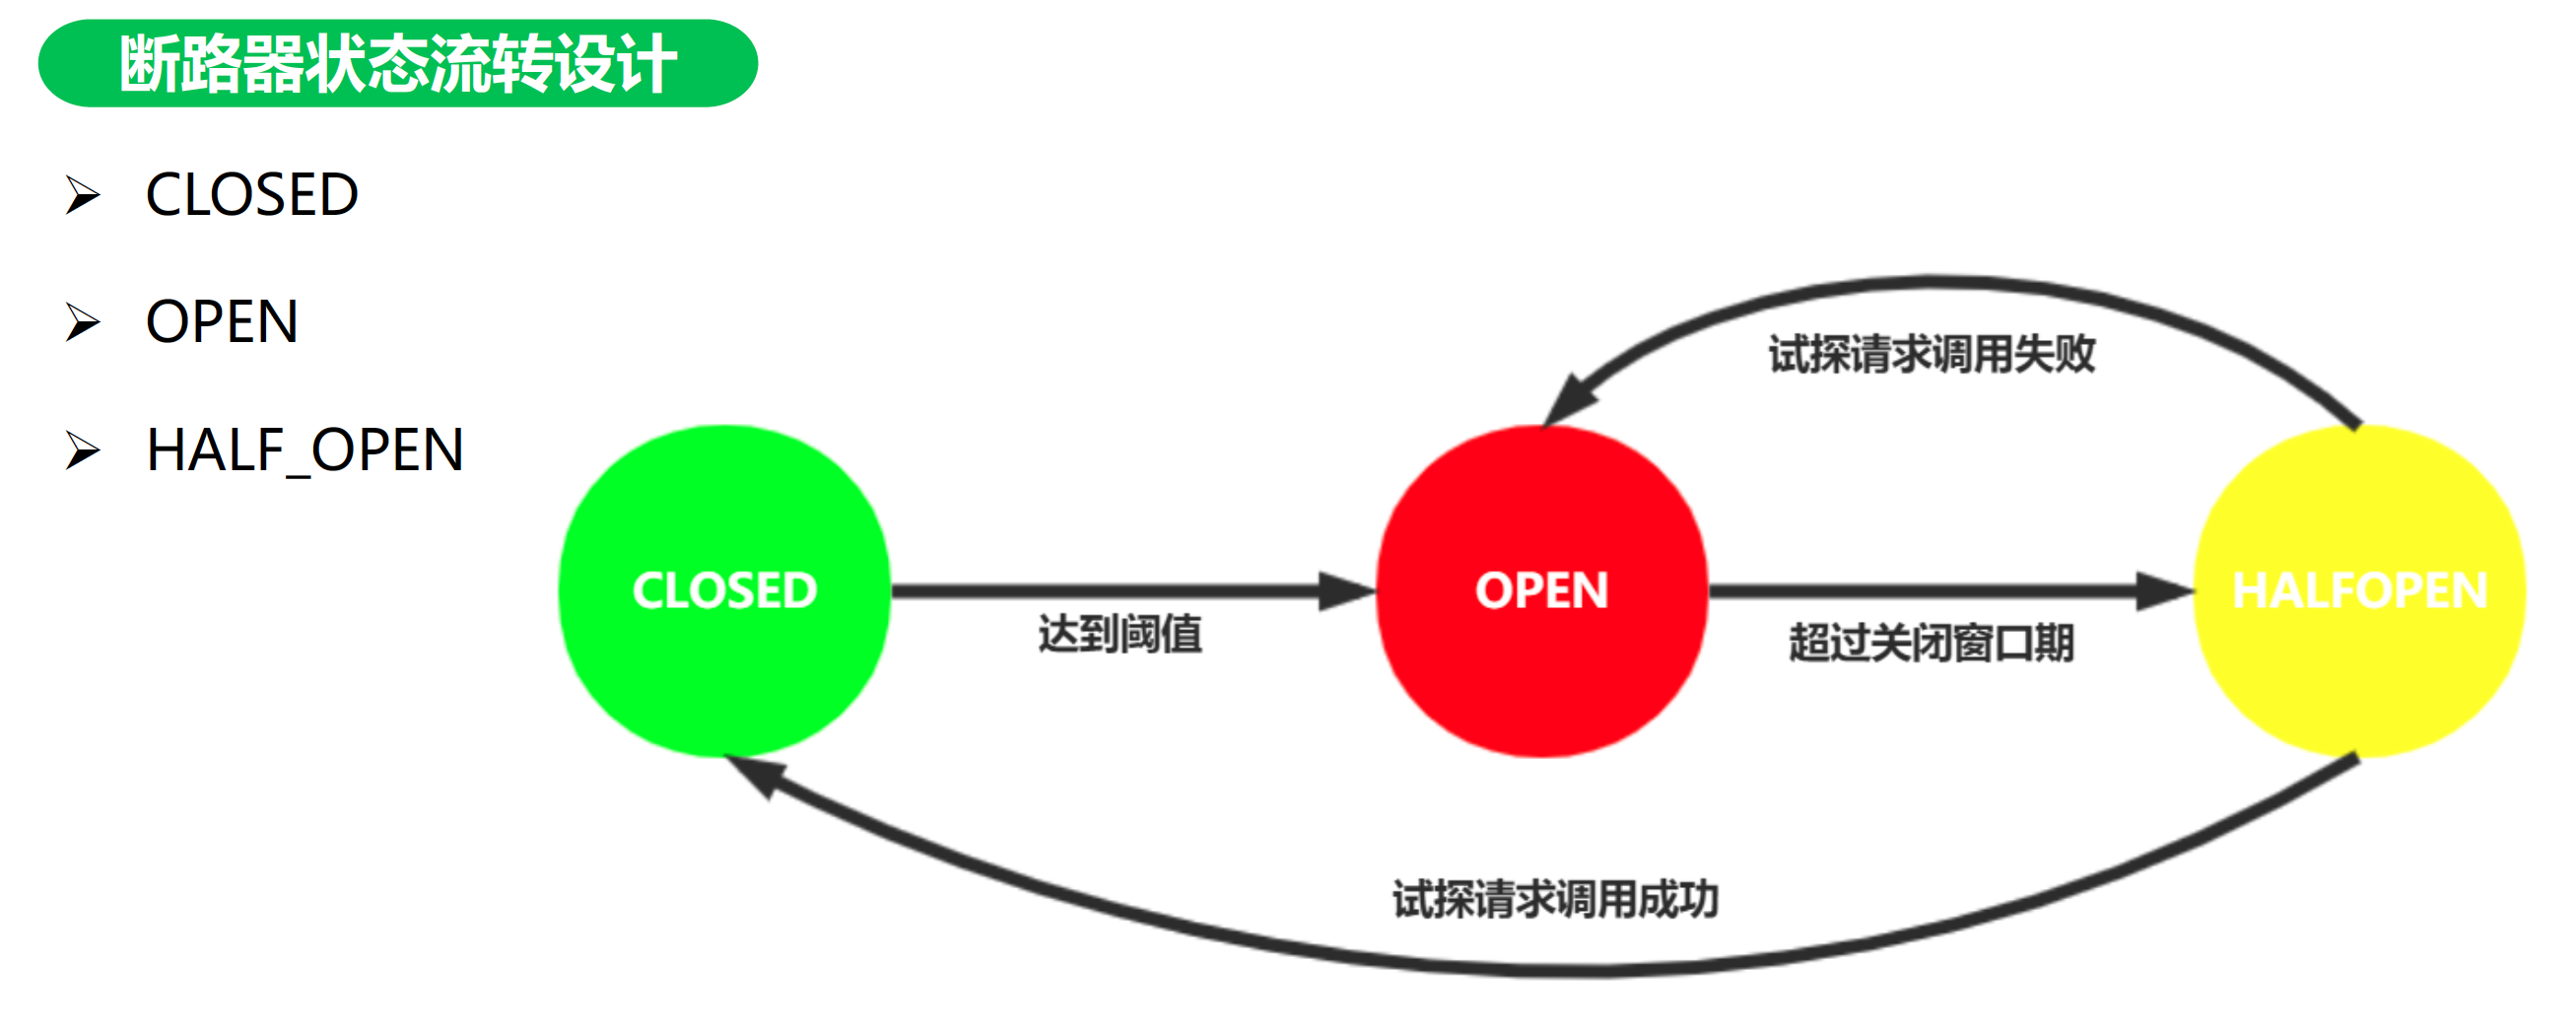 断路器状态流转设计
CLOSED
OPEN
HALF_OPEN
试探请求调用失败
CLOSED
OPEN
HALFOPEN
达到阈值
超过关闭窗口期
试探请求调用成功